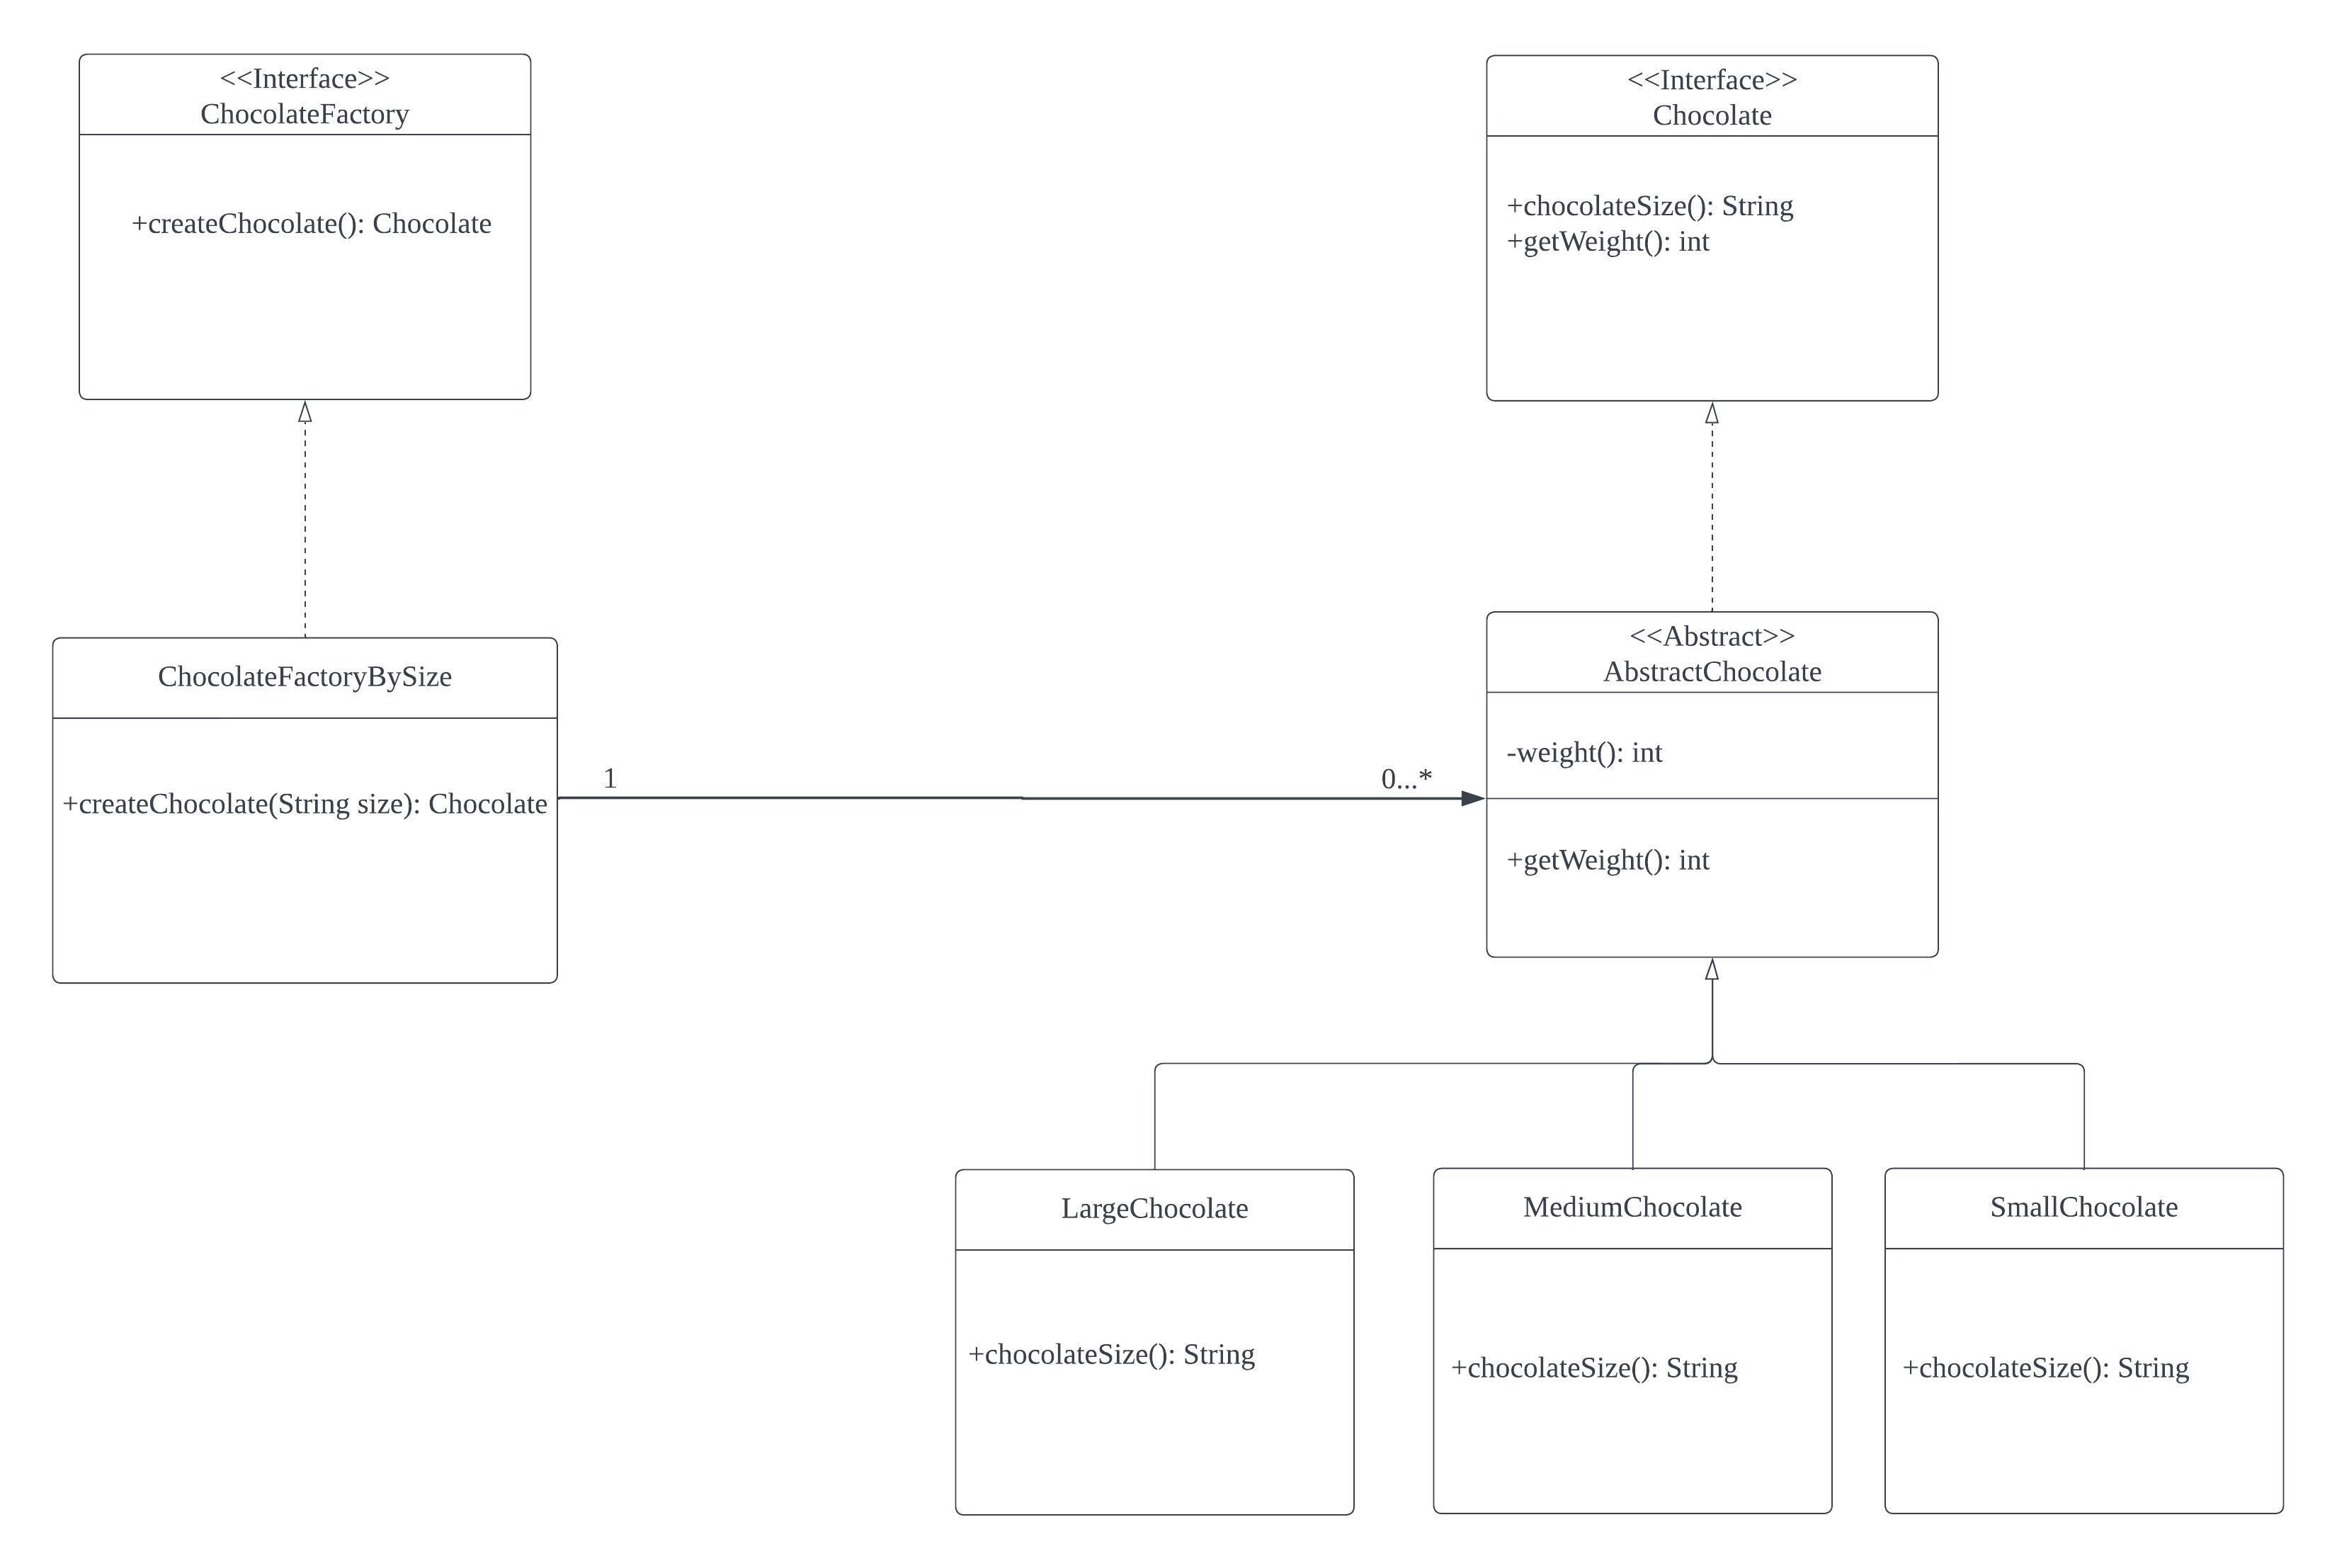 <<Interface>>
ChocolateFactory
+createChocolate(): Chocolate
<<Interface>>
Chocolate
+chocolateSize(): String
+getWeight(): int
ChocolateFactoryBySize
+createChocolate(String size): Chocolate
1
0...*
<<Abstract>>
AbstractChocolate
-weight(): int
+getWeight(): int
LargeChocolate
+chocolateSize(): String
MediumChocolate
+chocolateSize(): String
SmallChocolate
+chocolateSize(): String